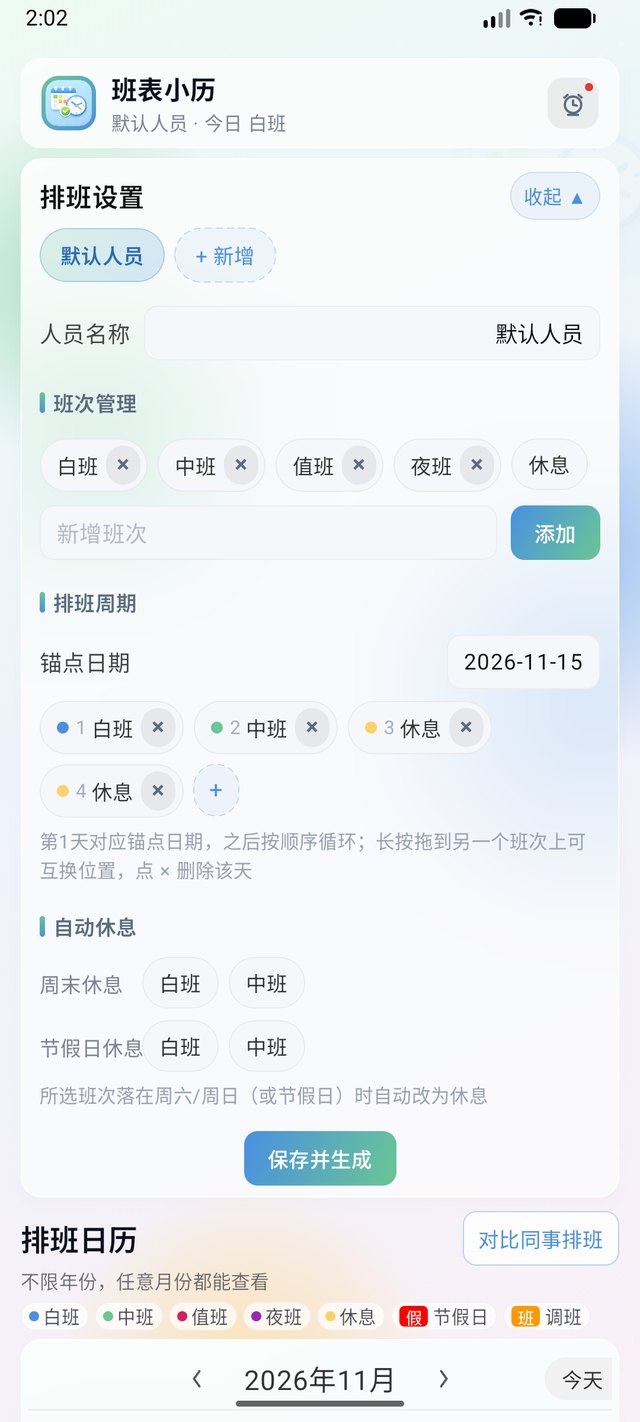 2:02
班表小历
默认人员 · 今日 白班
排班设置
收起 ▲
默认人员
+ 新增
人员名称
默认人员
班次管理
白班 × 中班 × 值班 × 夜班 × 休息
新增班次
添加
排班周期
锚点日期
2026-11-15
1 白班 × 2 中班 × 3 休息 ×
4 休息 × +
第1天对应锚点日期，之后按顺序循环；长按拖到另一个班次上可
互换位置，点 × 删除该天
自动休息
周末休息 白班 中班
节假日休息 白班 中班
所选班次落在周六/周日（或节假日）时自动改为休息
保存并生成
排班日历
对比同事排班
不限年份，任意月份都能查看
白班 中班 值班 夜班 休息 假 节假日 班 调班
‹ 2026年11月 › 今天